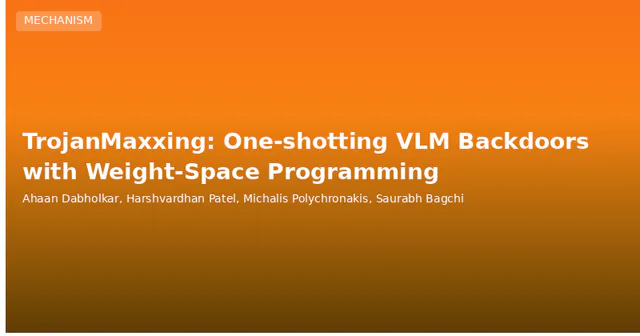 MECHANISM
TrojanMaxxing: One-shotting VLM Backdoors
with Weight-Space Programming
Ahaan Dabholkar, Harshvardhan Patel, Michalis Polychronakis, Saurabh Bagchi